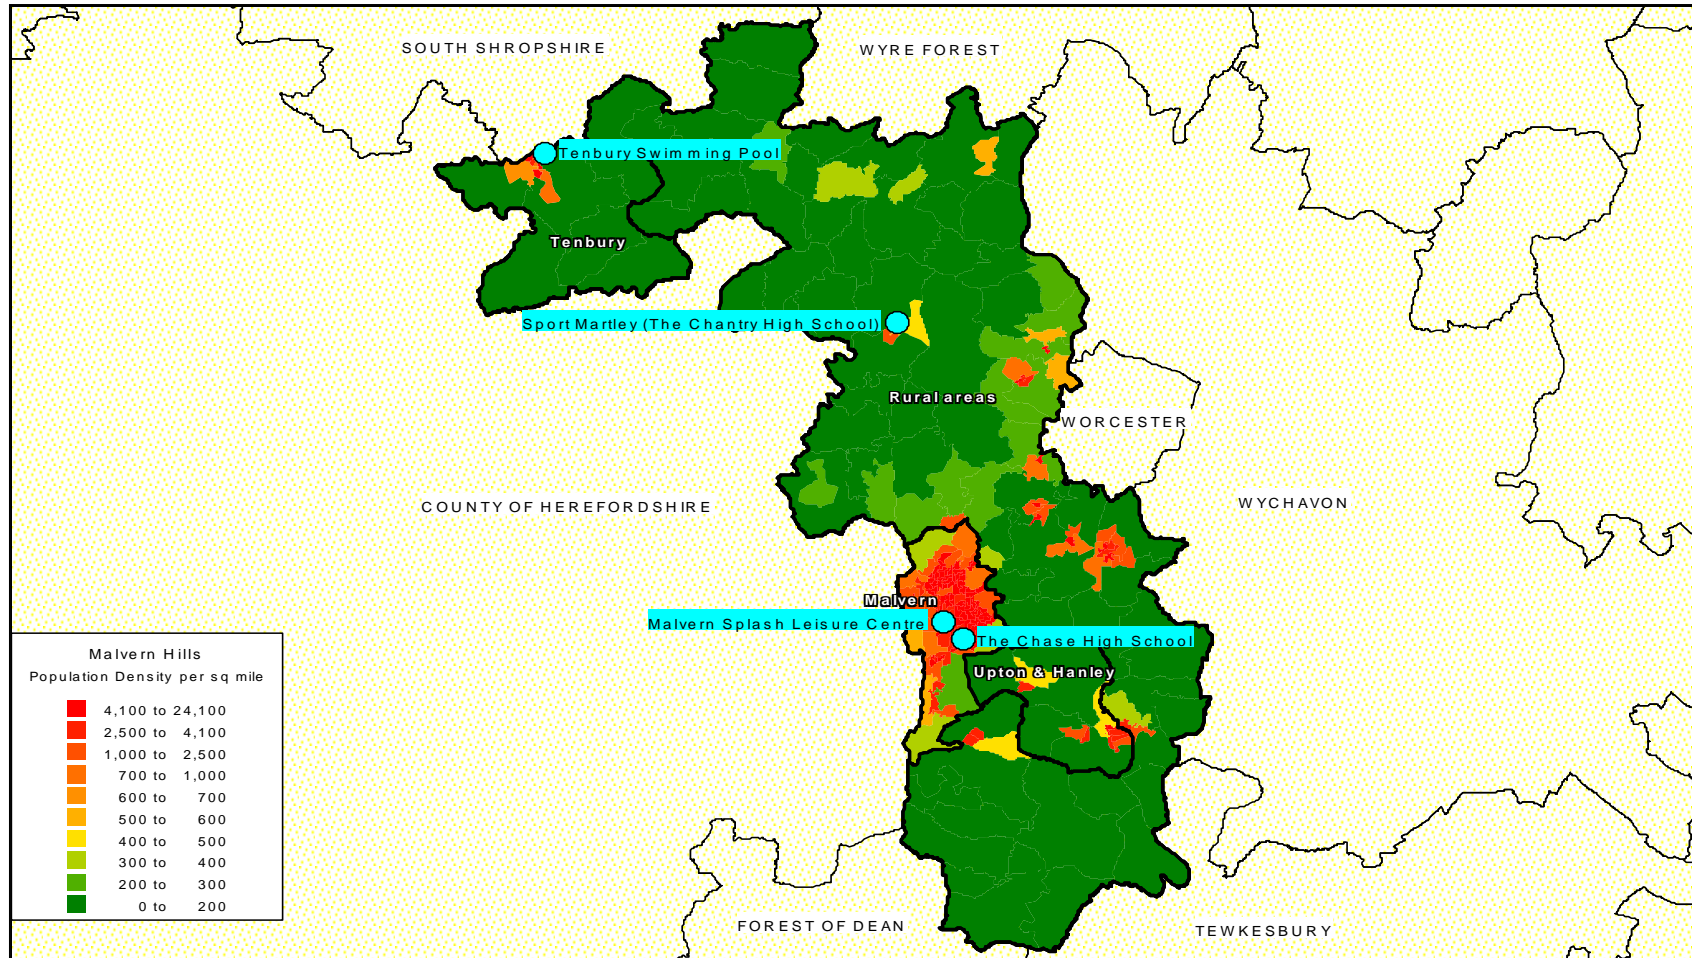 SOUTH SHROPSHIRE
WYRE FOREST
Tenbury Swimming Pool
Tenbury
Sport Martley (The Chantry High School)
Rural areas
WORCESTER
COUNTY OF HEREFORDSHIRE
WYCHAVON
Malvern
Malvern Splash Leisure Centre
The Chase High School
Upton & Hanley
Malvern Hills
Population Density per sq mile
4,100 to 24,100
2,500 to 4,100
1,000 to 2,500
700 to 1,000
600 to 700
500 to 600
400 to 500
300 to 400
200 to 300
0 to 200
FOREST OF DEAN
TEWKESBURY